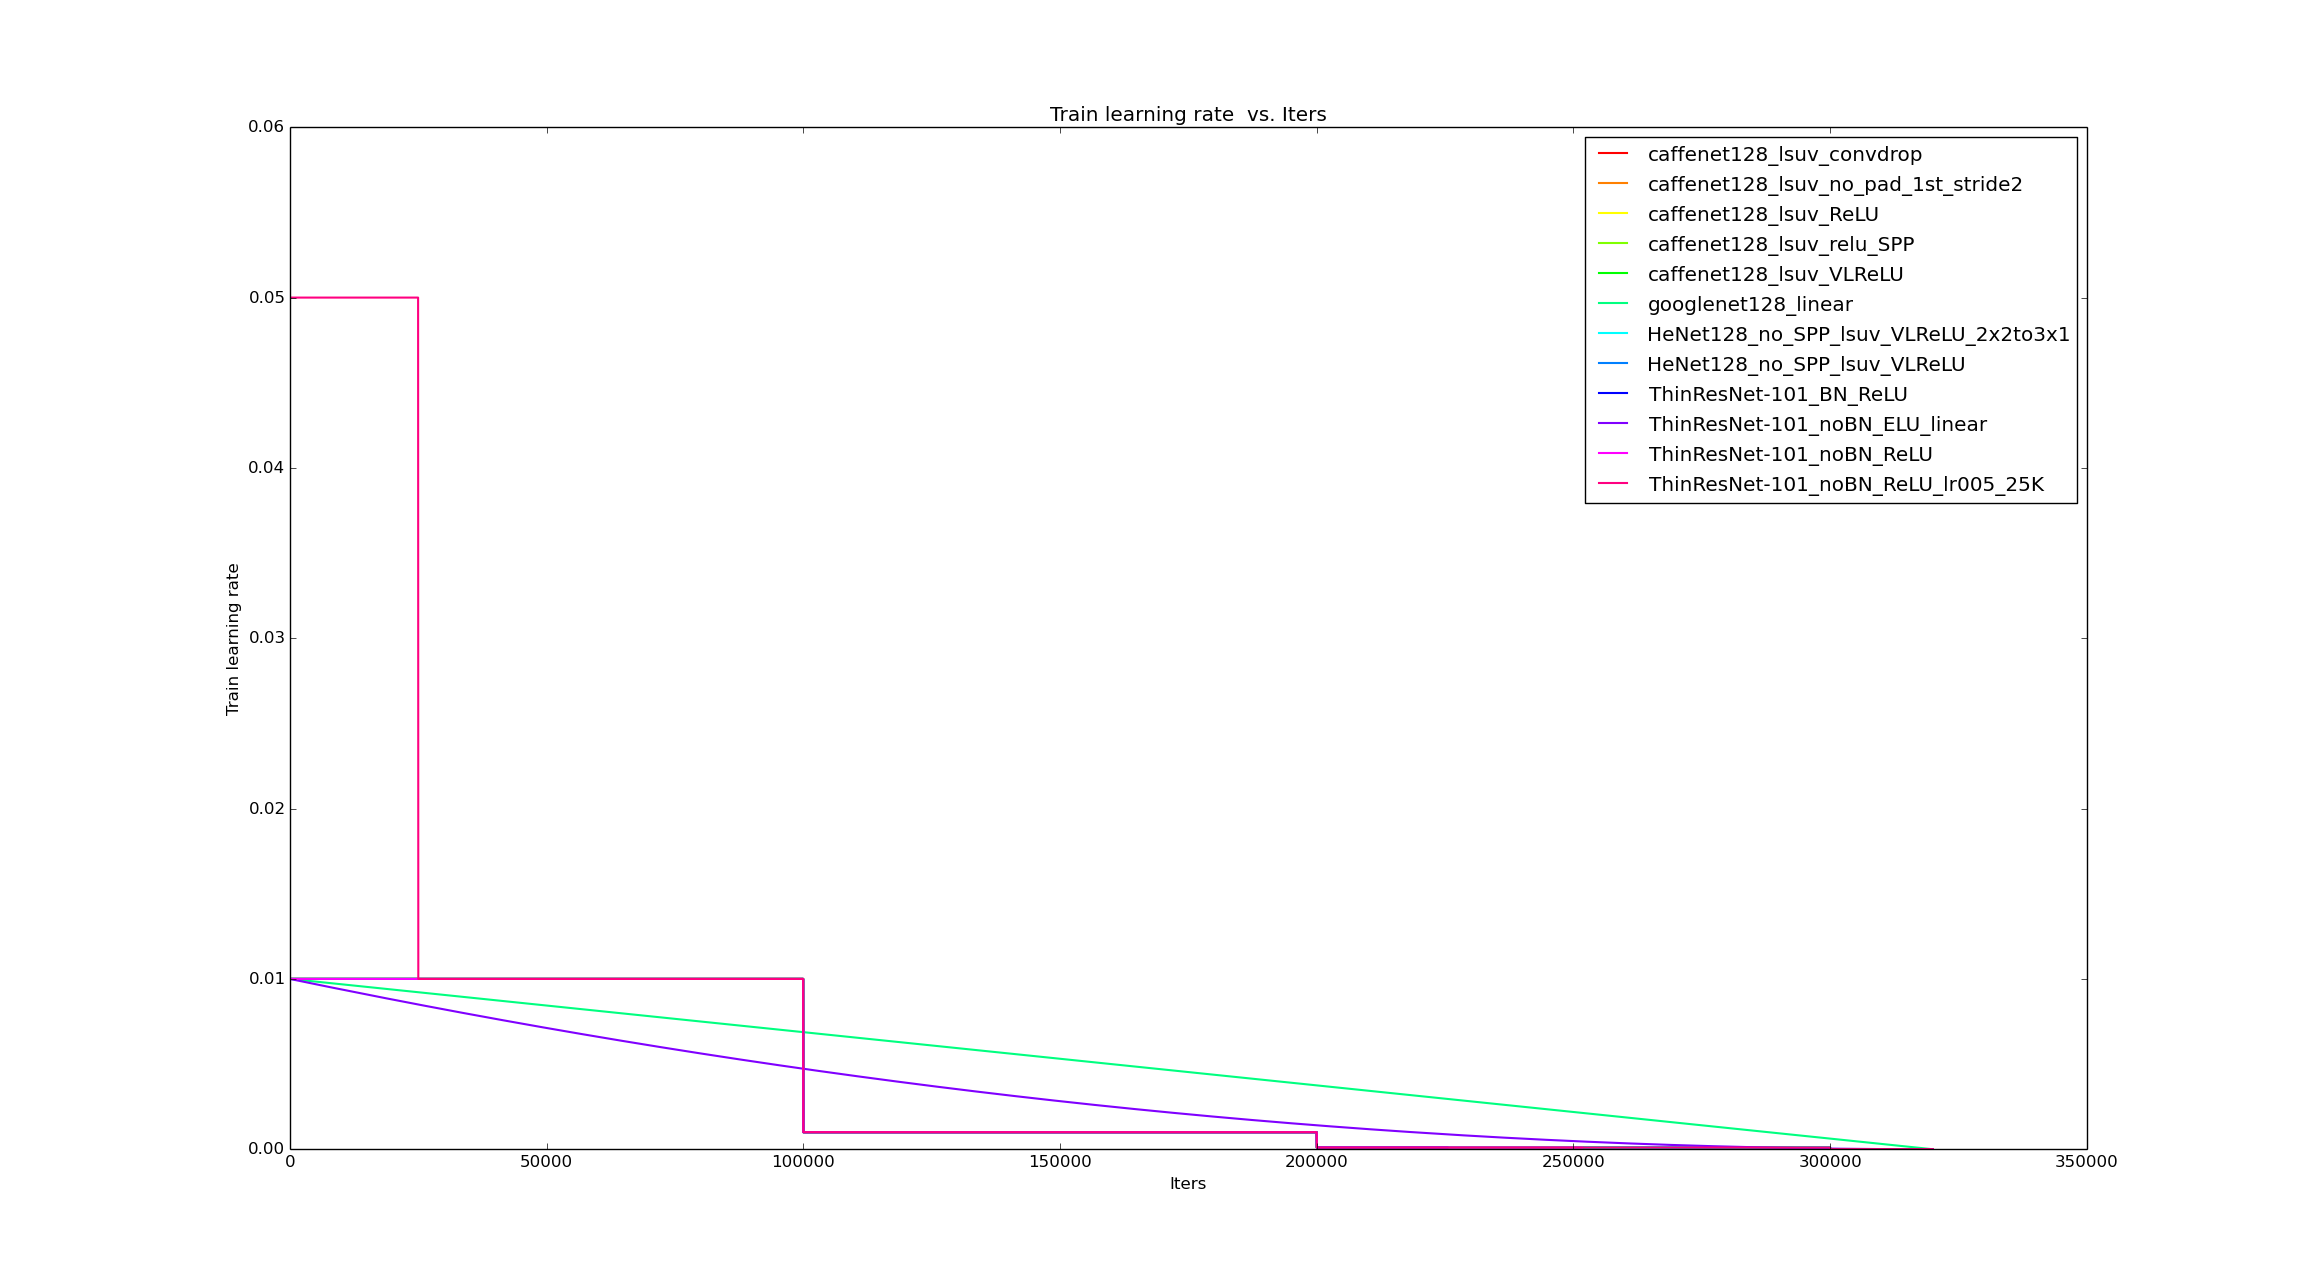 Train learning rate  vs. Iters
0.06
0.05
0.04
0.03
0.02
0.01
0.00
Train learning rate
caffenet128_lsuv_convdrop
caffenet128_lsuv_no_pad_1st_stride2
caffenet128_lsuv_ReLU
caffenet128_lsuv_relu_SPP
caffenet128_lsuv_VLReLU
googlenet128_linear
HeNet128_no_SPP_lsuv_VLReLU_2x2to3x1
HeNet128_no_SPP_lsuv_VLReLU
ThinResNet-101_BN_ReLU
ThinResNet-101_noBN_ELU_linear
ThinResNet-101_noBN_ReLU
ThinResNet-101_noBN_ReLU_lr005_25K
0 50000 100000 150000 200000 250000 300000 350000
Iters